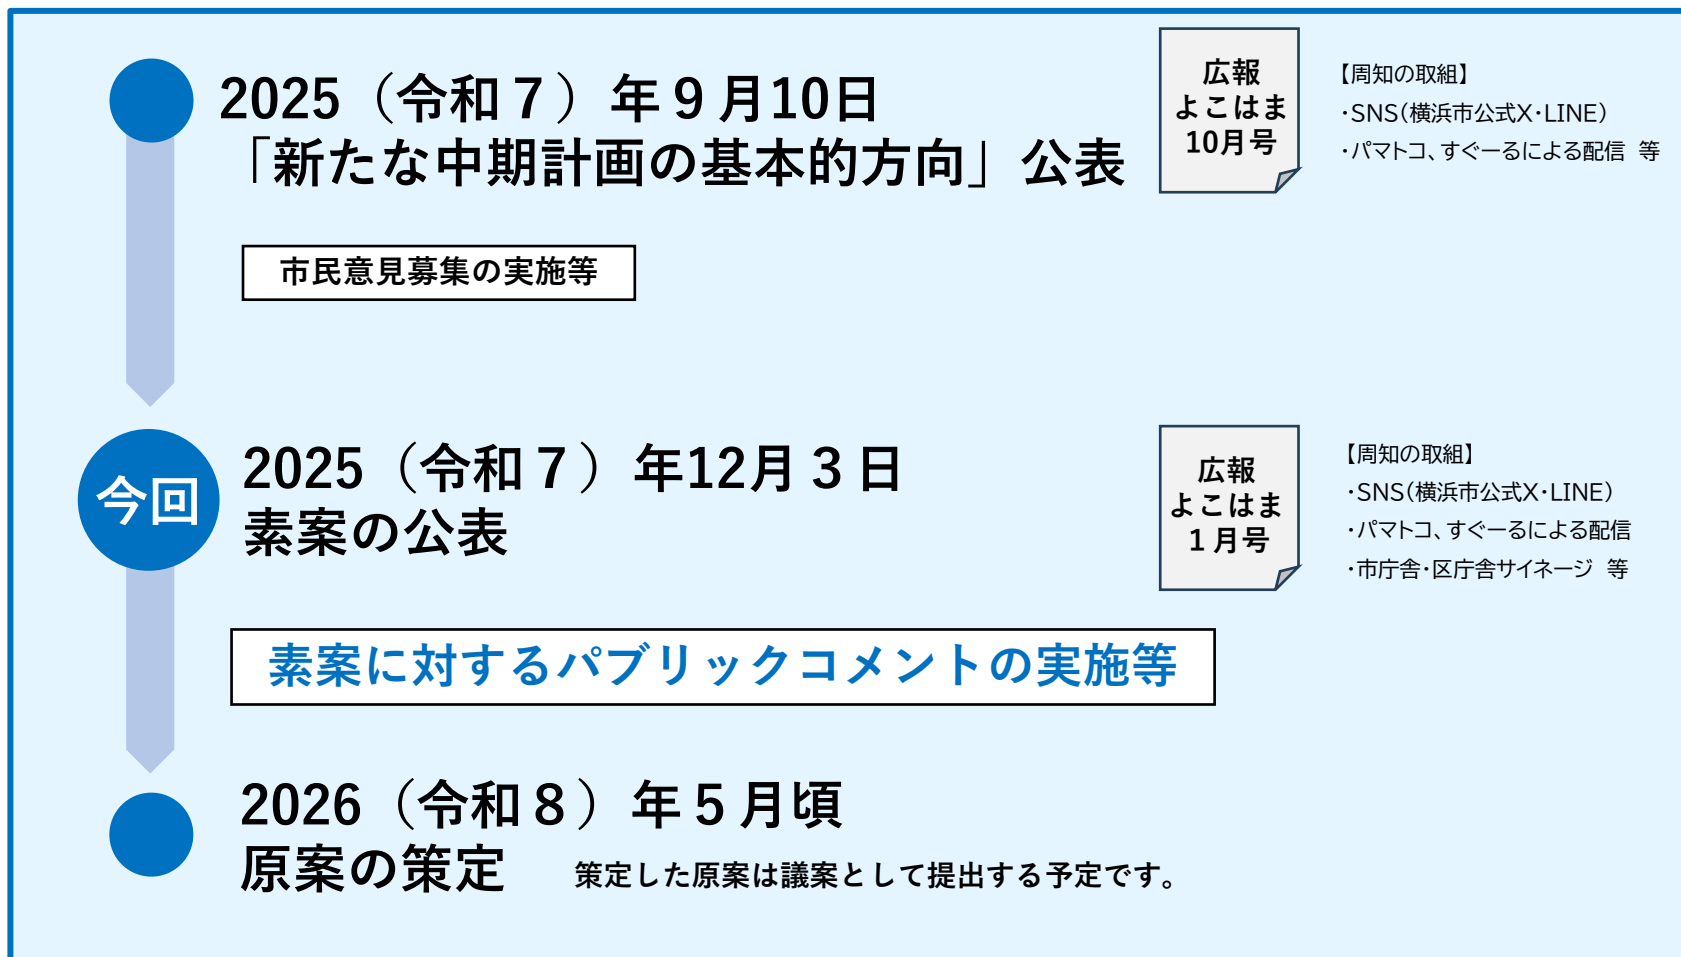 2025（令和７）年９月10日
「新たな中期計画の基本的方向」公表
広報
よこはま
10月号
【周知の取組】
・SNS（横浜市公式X・LINE）
・パマトコ、すぐーるによる配信 等
市民意見募集の実施等
今回
2025（令和７）年12月３日
素案の公表
広報
よこはま
１月号
【周知の取組】
・SNS（横浜市公式X・LINE）
・パマトコ、すぐーるによる配信
・市庁舎・区庁舎サイネージ 等
素案に対するパブリックコメントの実施等
2026（令和８）年５月頃
原案の策定 策定した原案は議案として提出する予定です。